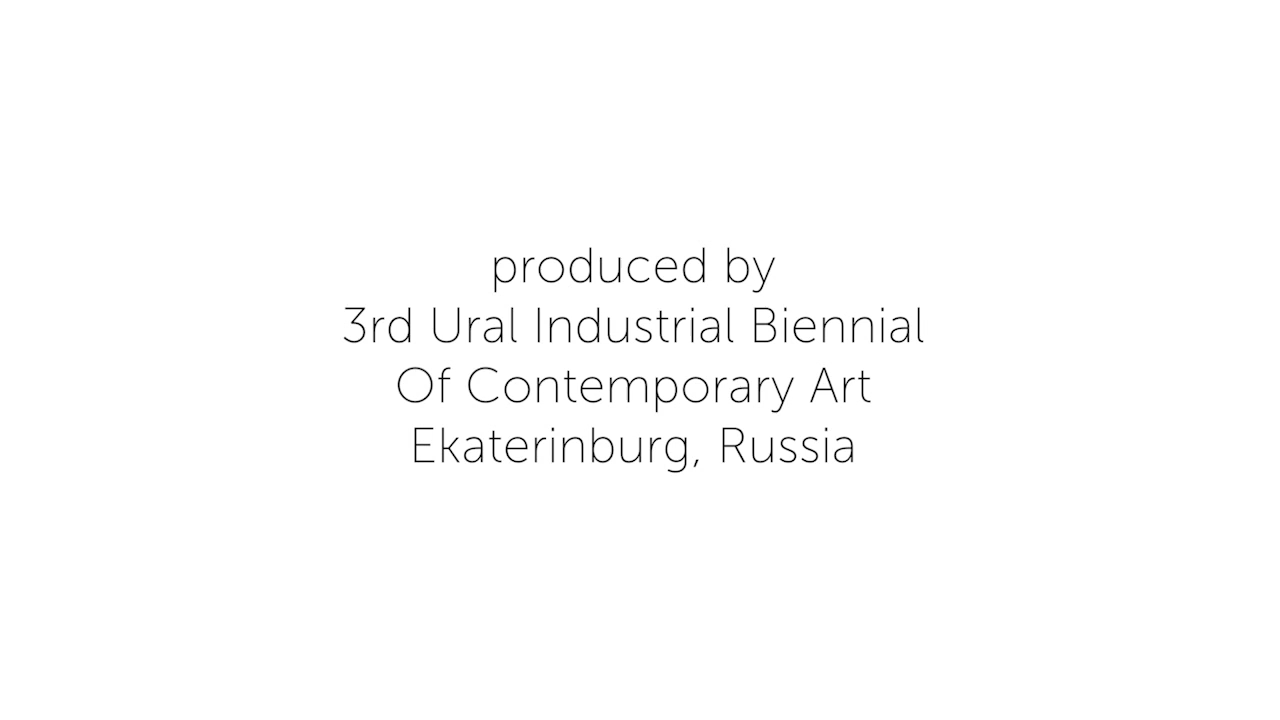 produced by
3rd Ural Industrial Biennial
Of Contemporary Art
Ekaterinburg, Russia